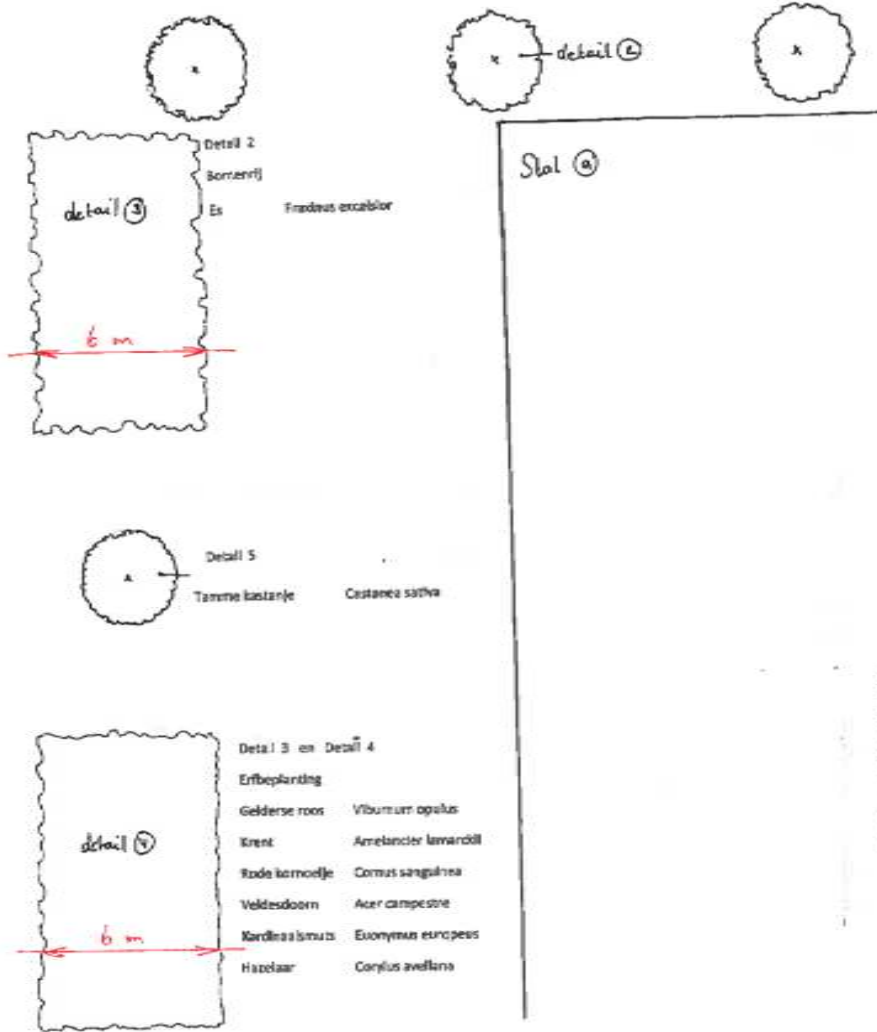 detail ②
Detail 2
Bomenrij
Es Fraxinus excelsior
Stal ⓐ
detail ③
6 m
Detail 5
Tamme kastanje Castanea sativa
Detail 3 en Detail 4
Erfbeplanting
Gelderse roos Viburnum opulus
Krent Amelancier lamarckii
Rode kornoelje Cornus sanguinea
detail ④
Veldesdoorn Acer campestre
Kardinaalsmuts Euonymus europeus
6 m
Hazelaar Corylus avellana